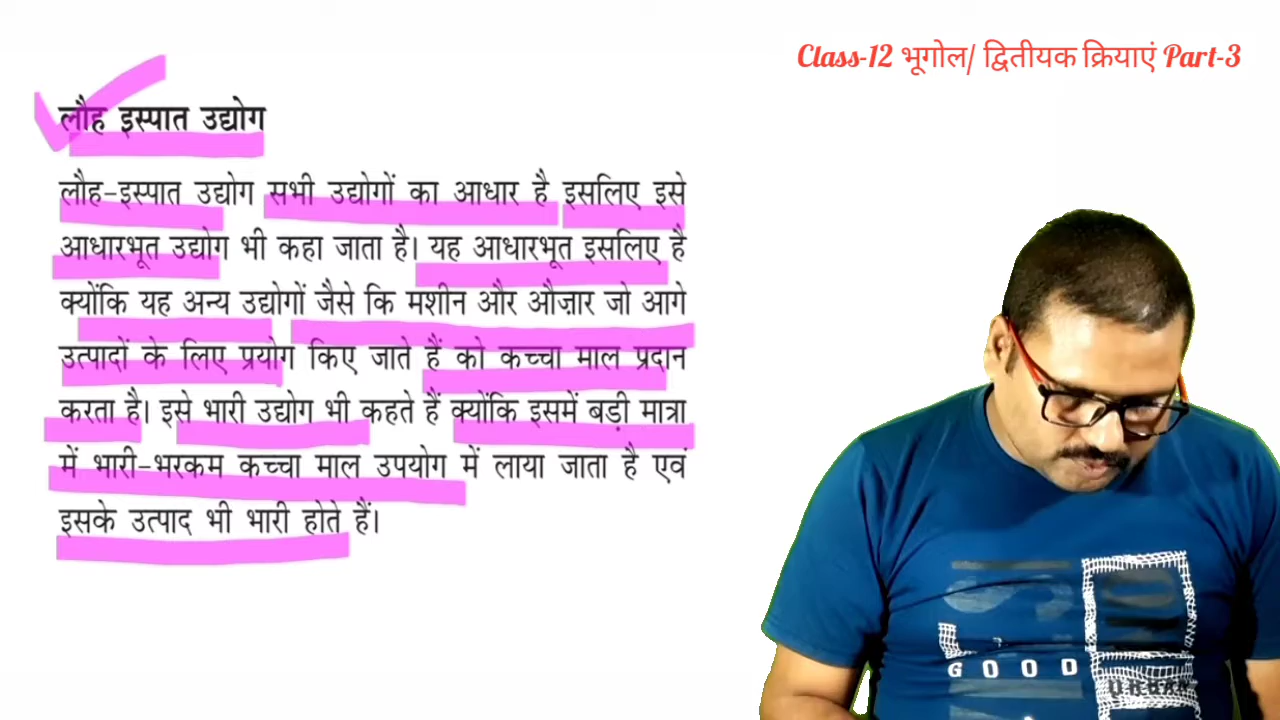 Class-12 भूगोल/ द्वितीयक क्रियाएं Part-3
लौह इस्पात उद्योग
लौह-इस्पात उद्योग सभी उद्योगों का आधार है इसलिए इसे
आधारभूत उद्योग भी कहा जाता है। यह आधारभूत इसलिए है
क्योंकि यह अन्य उद्योगों जैसे कि मशीन और औज़ार जो आगे
उत्पादों के लिए प्रयोग किए जाते हैं को कच्चा माल प्रदान
करता है। इसे भारी उद्योग भी कहते हैं क्योंकि इसमें बड़ी मात्रा
में भारी-भरकम कच्चा माल उपयोग में लाया जाता है एवं
इसके उत्पाद भी भारी होते हैं।
GOOD